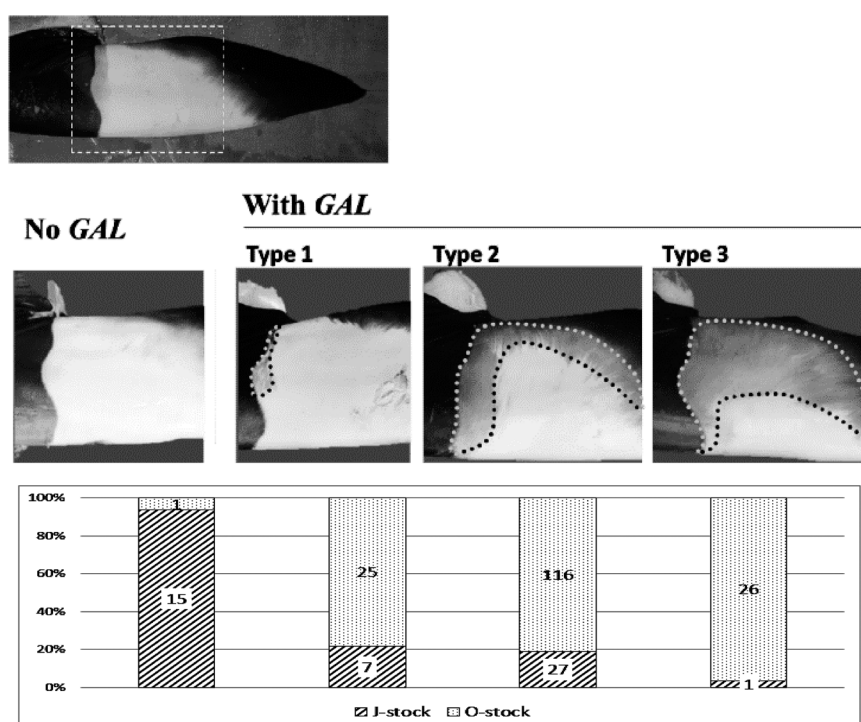 With GAL
No GAL
Type 1 Type 2 Type 3
100%
80%
60%
40%
20%
0%
1 25 116 26
15 7 27 1
J-stock O-stock